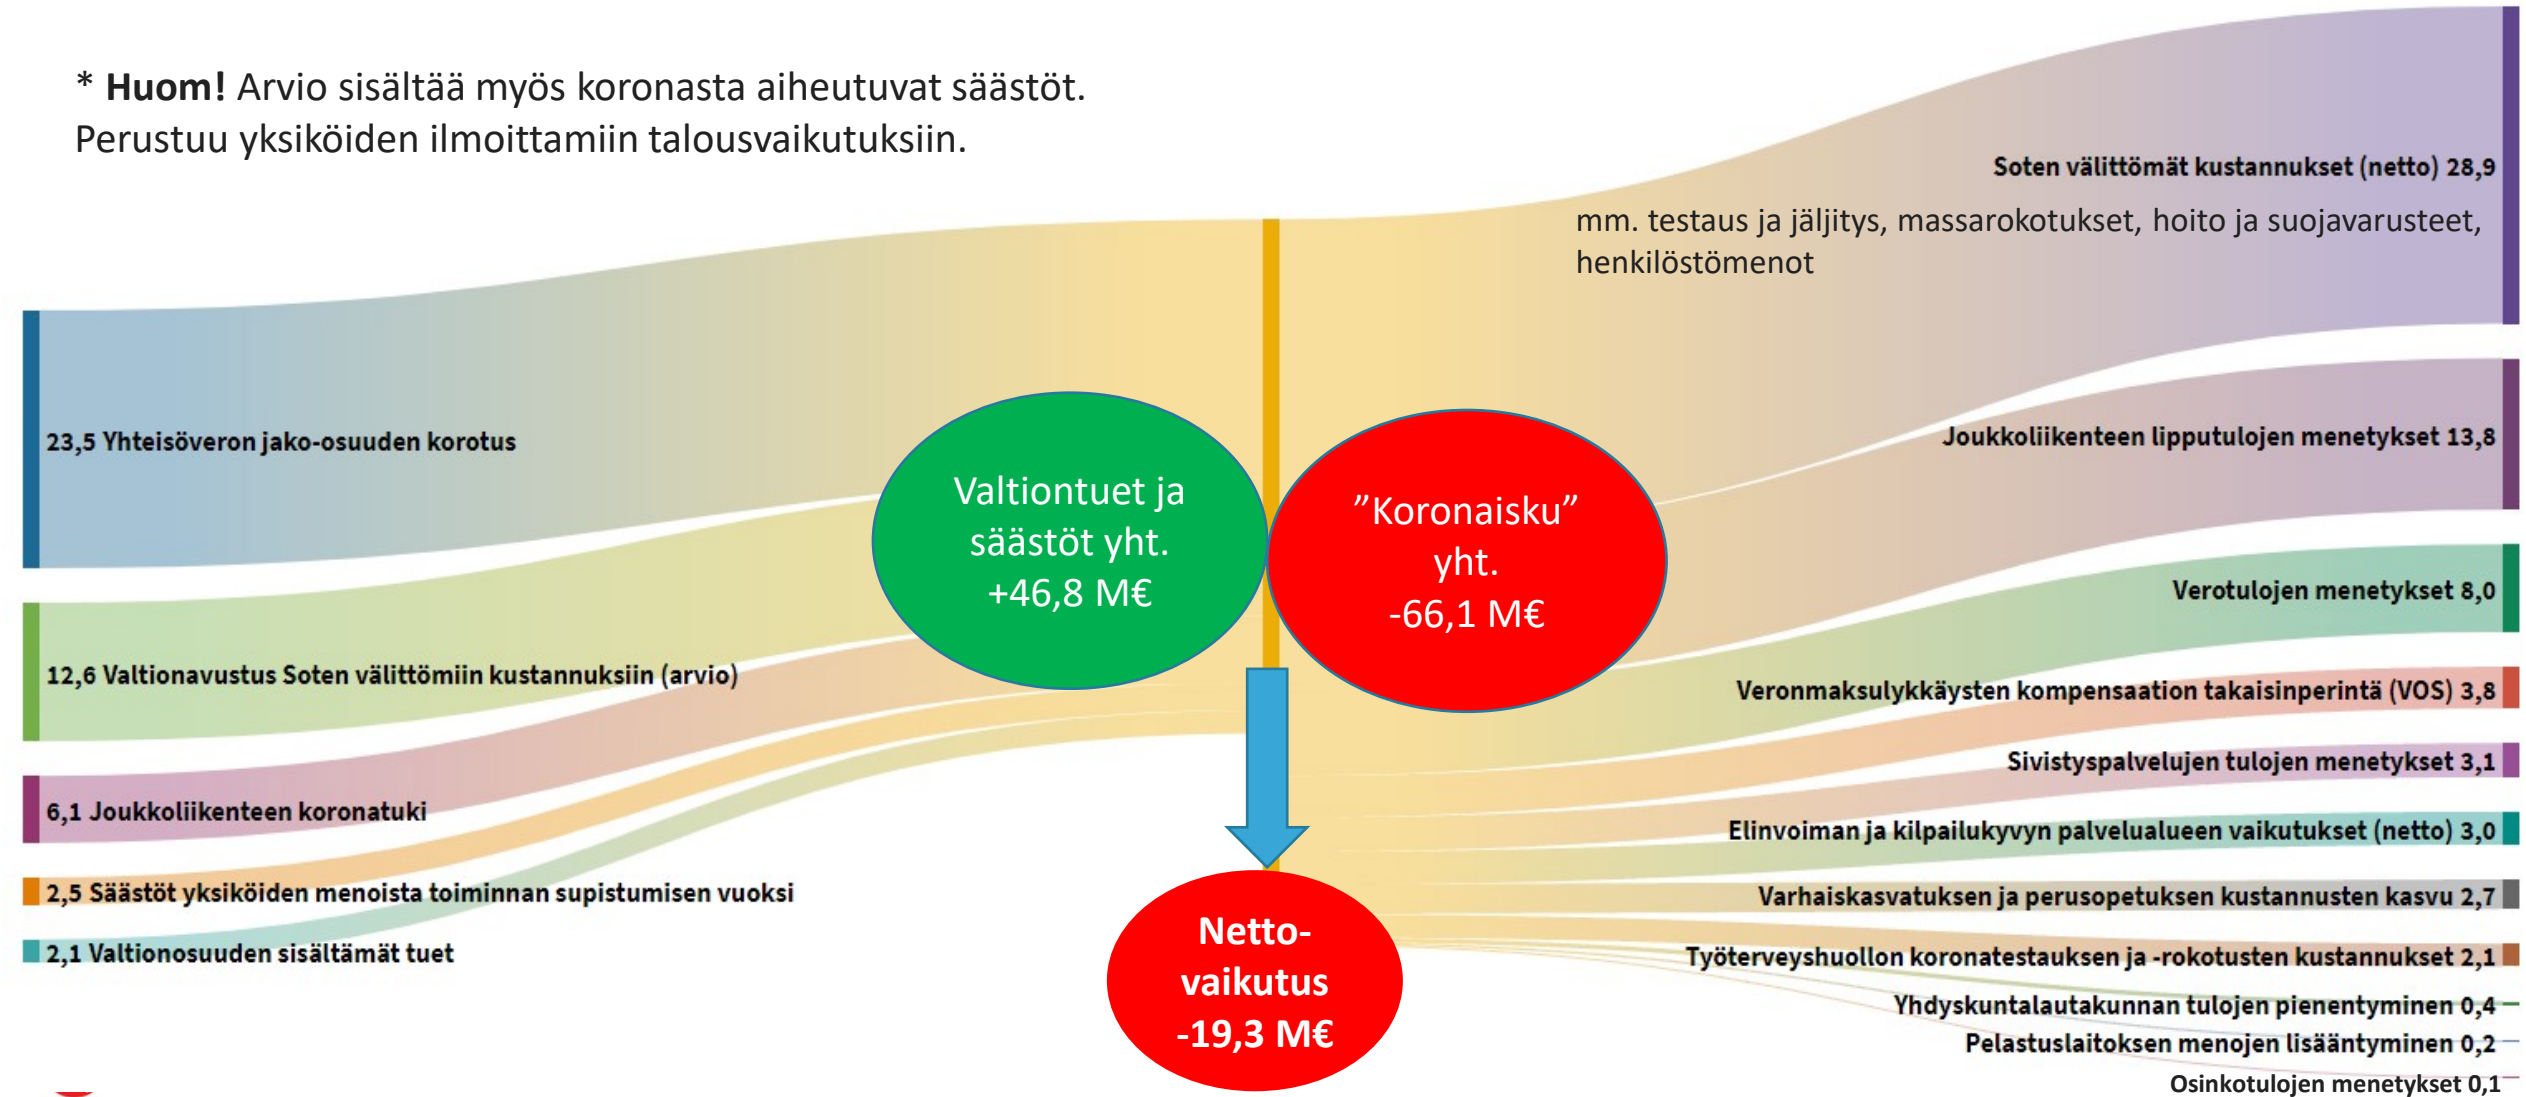 * Huom! Arvio sisältää myös koronasta aiheutuvat säästöt.
Perustuu yksiköiden ilmoittamiin talousvaikutuksiin.
23,5 Yhteisöveron jako-osuuden korotus
12,6 Valtionavustus Soten välittömiin kustannuksiin (arvio)
6,1 Joukkoliikenteen koronatuki
2,5 Säästöt yksiköiden menoista toiminnan supistumisen vuoksi
2,1 Valtionosuuden sisältämät tuet
Valtiontuet ja
säästöt yht.
+46,8 M€
”Koronaisku”
yht.
-66,1 M€
Netto-
vaikutus
-19,3 M€
Soten välittömät kustannukset (netto) 28,9
mm. testaus ja jäljitys, massarokotukset, hoito ja suojavarusteet,
henkilöstömenot
Joukkoliikenteen lipputulojen menetykset 13,8
Verotulojen menetykset 8,0
Veronmaksulykkäysten kompensaation takaisinperintä (VOS) 3,8
Sivistyspalvelujen tulojen menetykset 3,1
Elinvoiman ja kilpailukyvyn palvelualueen vaikutukset (netto) 3,0
Varhaiskasvatuksen ja perusopetuksen kustannusten kasvu 2,7
Työterveyshuollon koronatestauksen ja -rokotusten kustannukset 2,1
Yhdyskuntalautakunnan tulojen pienentyminen 0,4
Pelastuslaitoksen menojen lisääntyminen 0,2
Osinkotulojen menetykset 0,1